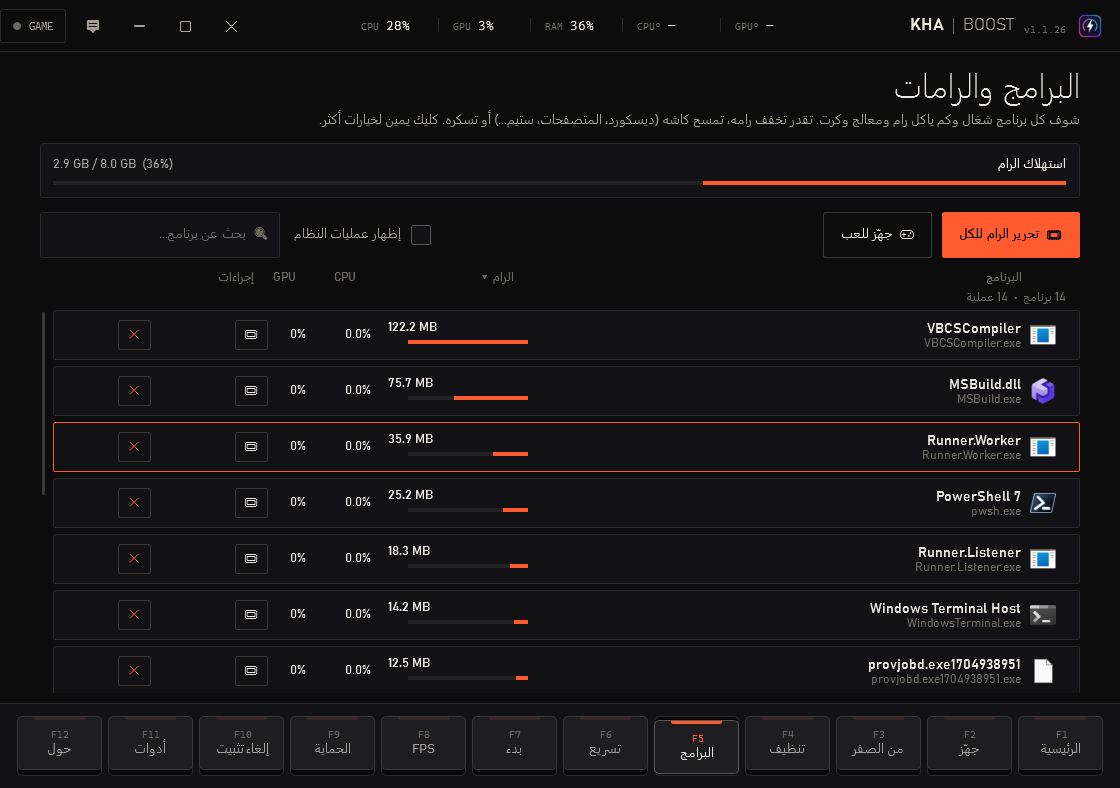 GAME
CPU 28%
GPU 3%
RAM 36%
CPU° —
GPU° —
KHA | BOOST v1.1.26
البرامج والرامات
شوف كل برنامج شغال وكم ياكل رام ومعالج وكرت. تقدر تخفف رامه، تمسح كاشه (ديسكورد، المتصفحات، ستيم...) أو تسكره. كليك يمين لخيارات أكثر.
استهلاك الرام
2.9 GB / 8.0 GB (36%)
تحرير الرام للكل
جهّز للعب
إظهار عمليات النظام
بحث عن برنامج...
البرنامج
الرام ▼
CPU
GPU
إجراءات
14 برنامج • 14 عملية
VBCSCompiler
VBCSCompiler.exe
122.2 MB
0.0%
0%
MSBuild.dll
MSBuild.exe
75.7 MB
0.0%
0%
Runner.Worker
Runner.Worker.exe
35.9 MB
0.0%
0%
PowerShell 7
pwsh.exe
25.2 MB
0.0%
0%
Runner.Listener
Runner.Listener.exe
18.3 MB
0.0%
0%
Windows Terminal Host
WindowsTerminal.exe
14.2 MB
0.0%
0%
provjobd.exe1704938951
provjobd.exe1704938951.exe
12.5 MB
0.0%
0%
F1
الرئيسية
F2
جهّز
F3
من الصفر
F4
تنظيف
F5
البرامج
F6
تسريع
F7
بدء
F8
FPS
F9
الحماية
F10
إلغاء تثبيت
F11
أدوات
F12
حول